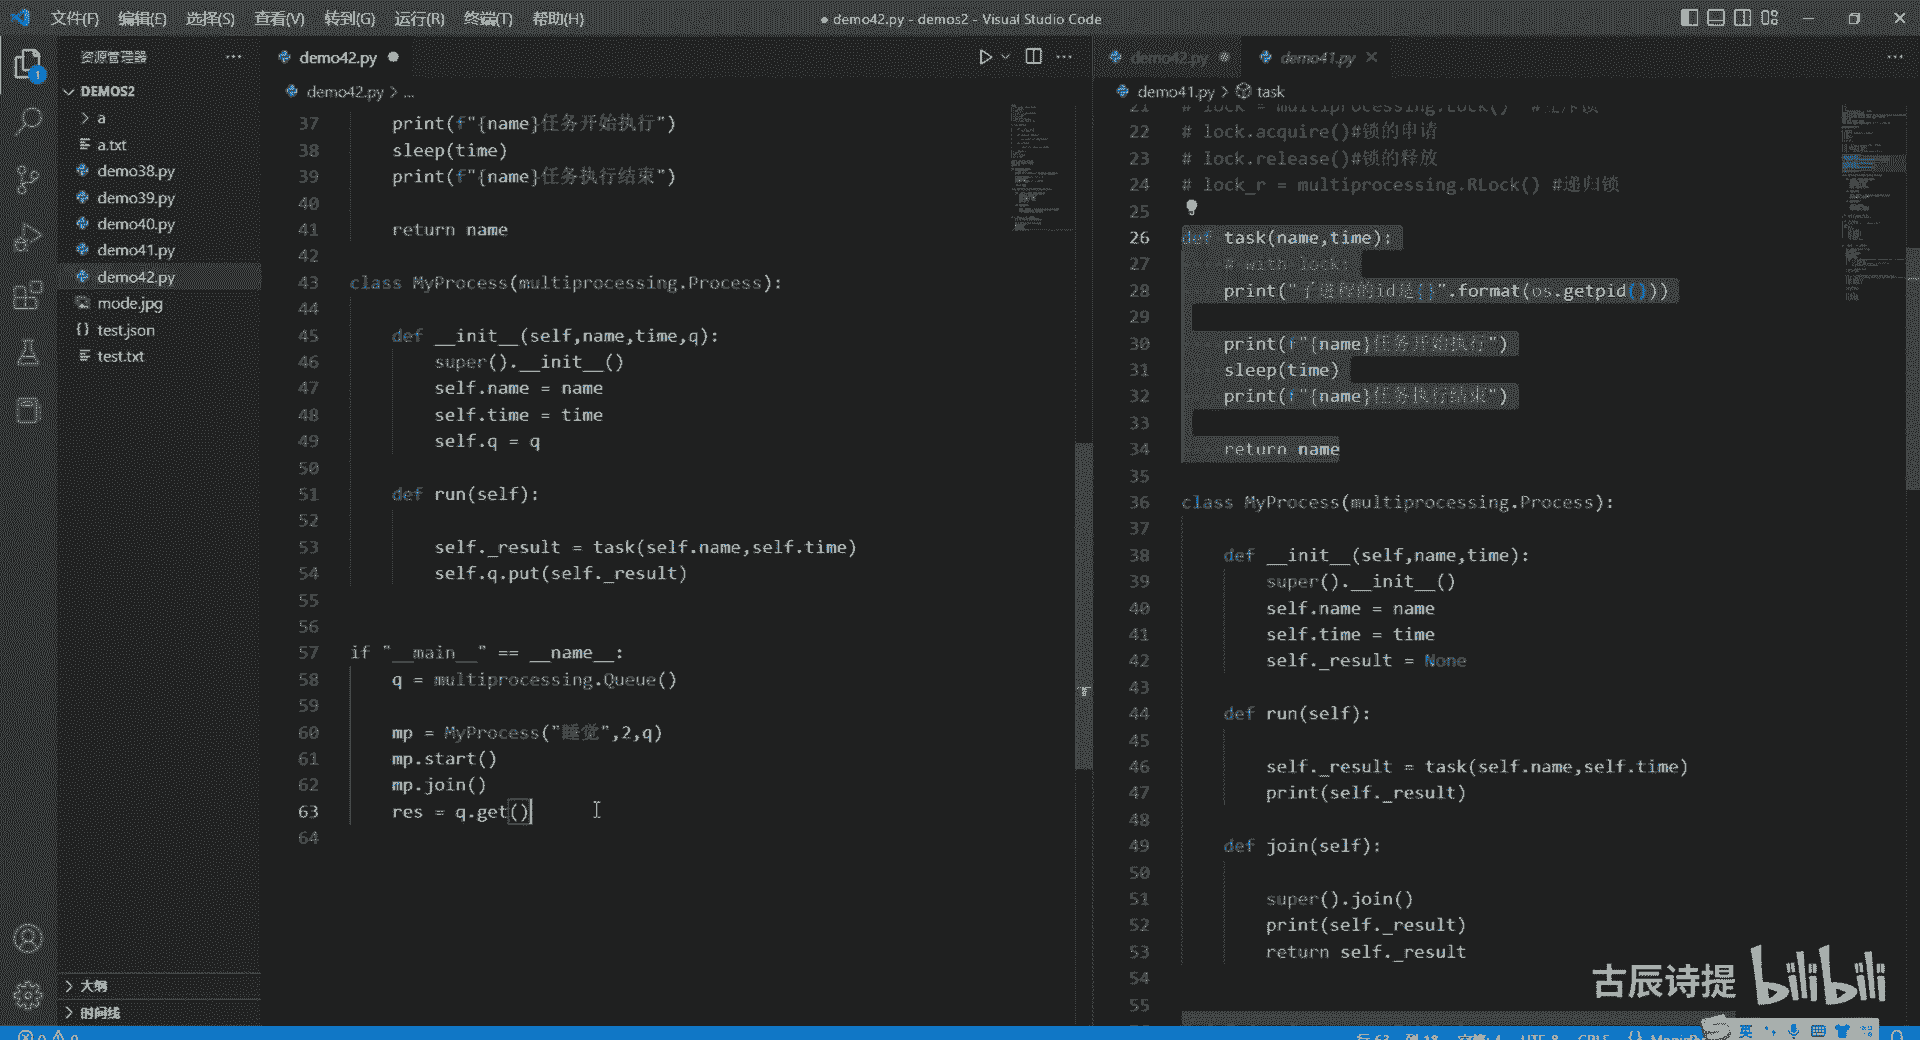 文件(F) 编辑(E) 选择(S) 查看(V) 转到(G) 运行(R) 终端(T) 帮助(H)
● demo42.py - demos2 - Visual Studio Code
资源管理器 ···
DEMOS2
a
a.txt
demo38.py
demo39.py
demo40.py
demo41.py
demo42.py
mode.jpg
test.json
test.txt
大纲
时间线
1
demo42.py ●
demo42.py > ...
37 print(f"{name}任务开始执行")
38 sleep(time)
39 print(f"{name}任务执行结束")
40
41 return name
42
43 class MyProcess(multiprocessing.Process):
44
45 def __init__(self,name,time,q):
46 super().__init__()
47 self.name = name
48 self.time = time
49 self.q = q
50
51 def run(self):
52
53 self._result = task(self.name,self.time)
54 self.q.put(self._result)
55
56
57 if "__main__" == __name__:
58 q = multiprocessing.Queue()
59
60 mp = MyProcess("睡觉",2,q)
61 mp.start()
62 mp.join()
63 res = q.get()
64
demo42.py ● demo41.py ×
demo41.py > task
21 # lock = multiprocessing.Lock()
22 # lock.acquire()#锁的申请
23 # lock.release()#锁的释放
24 # lock_r = multiprocessing.RLock() #递归锁
25
26 def task(name,time):
27 # with lock:
28 print("子进程的id是{}".format(os.getpid()))
29
30 print(f"{name}任务开始执行")
31 sleep(time)
32 print(f"{name}任务执行结束")
33
34 return name
35
36 class MyProcess(multiprocessing.Process):
37
38 def __init__(self,name,time):
39 super().__init__()
40 self.name = name
41 self.time = time
42 self._result = None
43
44 def run(self):
45
46 self._result = task(self.name,self.time)
47 print(self._result)
48
49 def join(self):
50
51 super().join()
52 print(self._result)
53 return self._result
54
55
古辰诗提 bilibili
英